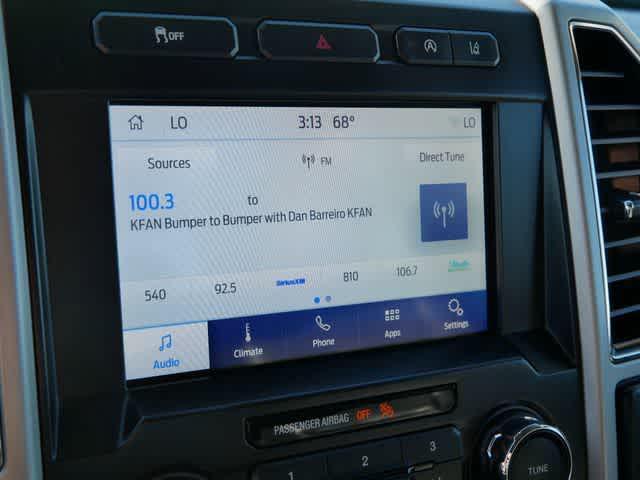 OFF
LO 3:13 68° LO
Sources FM Direct Tune
100.3 to
KFAN Bumper to Bumper with Dan Barreiro KFAN
540 92.5 SiriusXM 810 106.7
Audio Climate Phone Apps Settings
PASSENGER AIRBAG OFF
1 2 3
TUNE